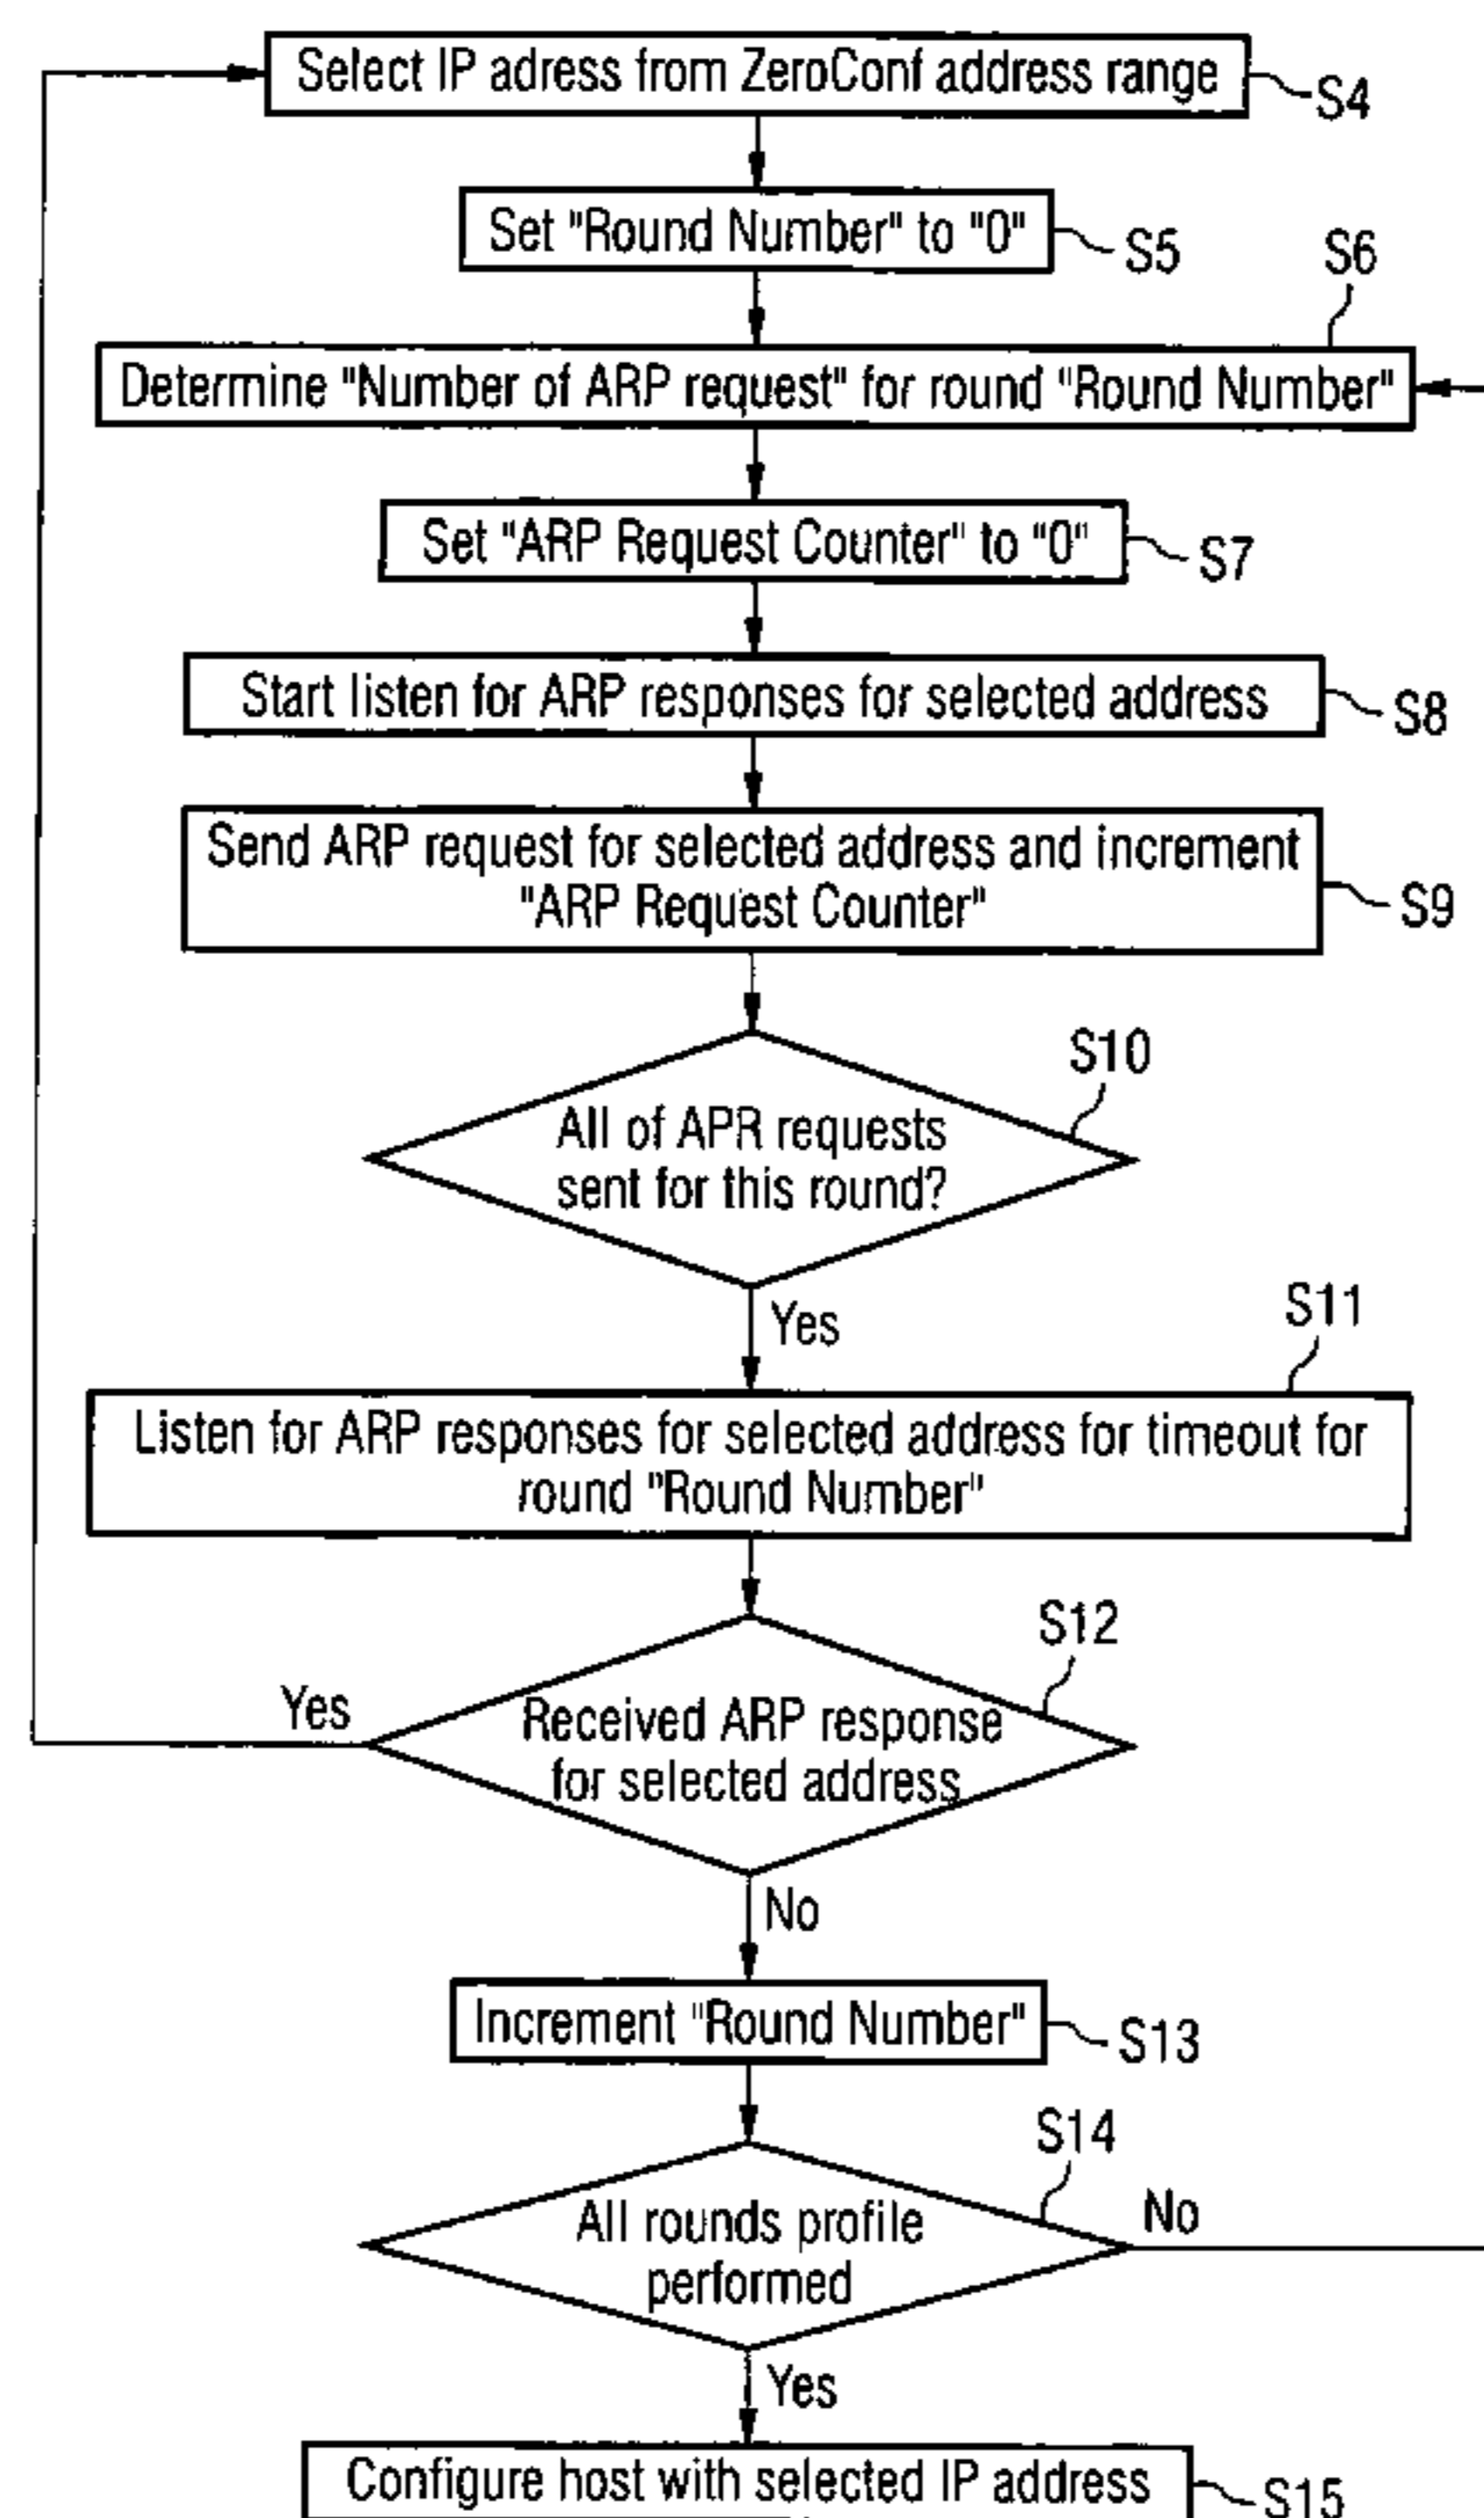 Select IP adress from ZeroConf address range
S4
Set "Round Number" to "0"
S5
S6
Determine "Number of ARP request" for round "Round Number"
Set "ARP Request Counter" to "0"
S7
Start listen for ARP responses for selected address
S8
Send ARP request for selected address and increment
"ARP Request Counter"
S9
S10
All of APR requests
sent for this round?
Yes
S11
Listen for ARP responses for selected address for timeout for
round "Round Number"
S12
Yes
Received ARP response
for selected address
No
Increment "Round Number"
S13
S14
All rounds profile
performed
No
Yes
Configure host with selected IP address
S15